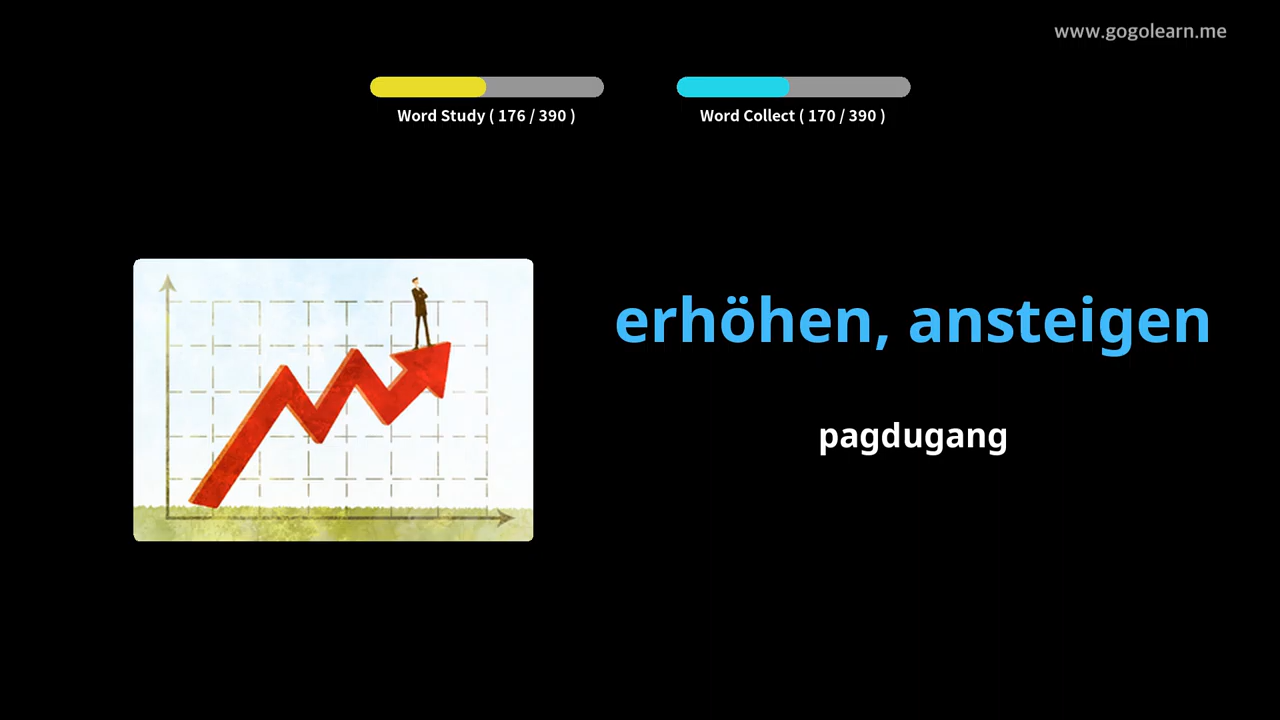 www.gogolearn.me
Word Study ( 176 / 390 )
Word Collect ( 170 / 390 )
erhöhen, ansteigen
pagdugang